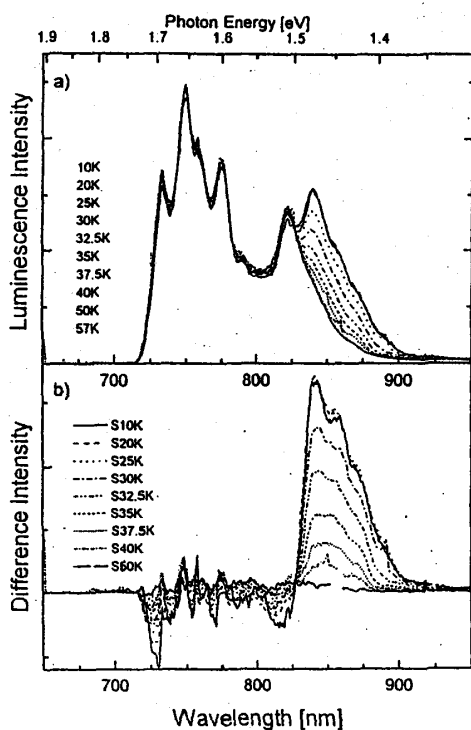 Photon Energy [eV]
1.9 1.8 1.7 1.6 1.5 1.4
a)
Luminescence Intensity
10K
20K
25K
30K
32.5K
35K
37.5K
40K
50K
57K
700 800 900
b)
Difference Intensity
S10K
S20K
S25K
S30K
S32.5K
S35K
S37.5K
S40K
S60K
700 800 900
Wavelength [nm]